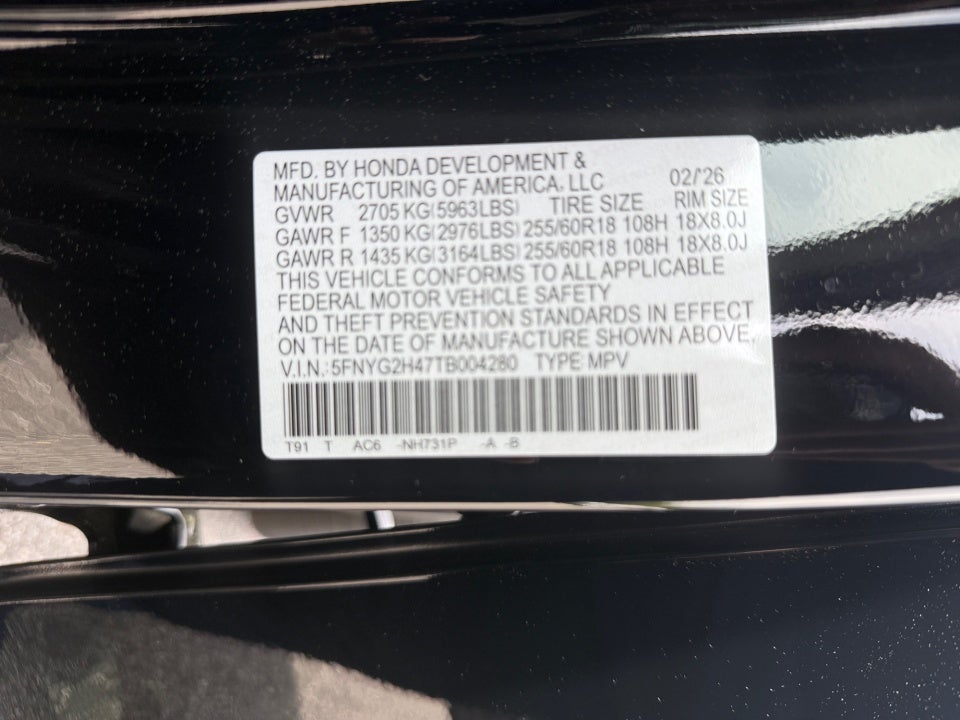 MFD. BY HONDA DEVELOPMENT &
MANUFACTURING OF AMERICA, LLC 02/26
GVWR 2705 KG(5963LBS) TIRE SIZE RIM SIZE
GAWR F 1350 KG(2976LBS) 255/60R18 108H 18X8.0J
GAWR R 1435 KG(3164LBS) 255/60R18 108H 18X8.0J
THIS VEHICLE CONFORMS TO ALL APPLICABLE
FEDERAL MOTOR VEHICLE SAFETY
AND THEFT PREVENTION STANDARDS IN EFFECT
ON THE DATE OF MANUFACTURE SHOWN ABOVE.
V.I.N.:5FNYG2H47TB004280 TYPE MPV
T91 T AC6 -NH731P -A -B